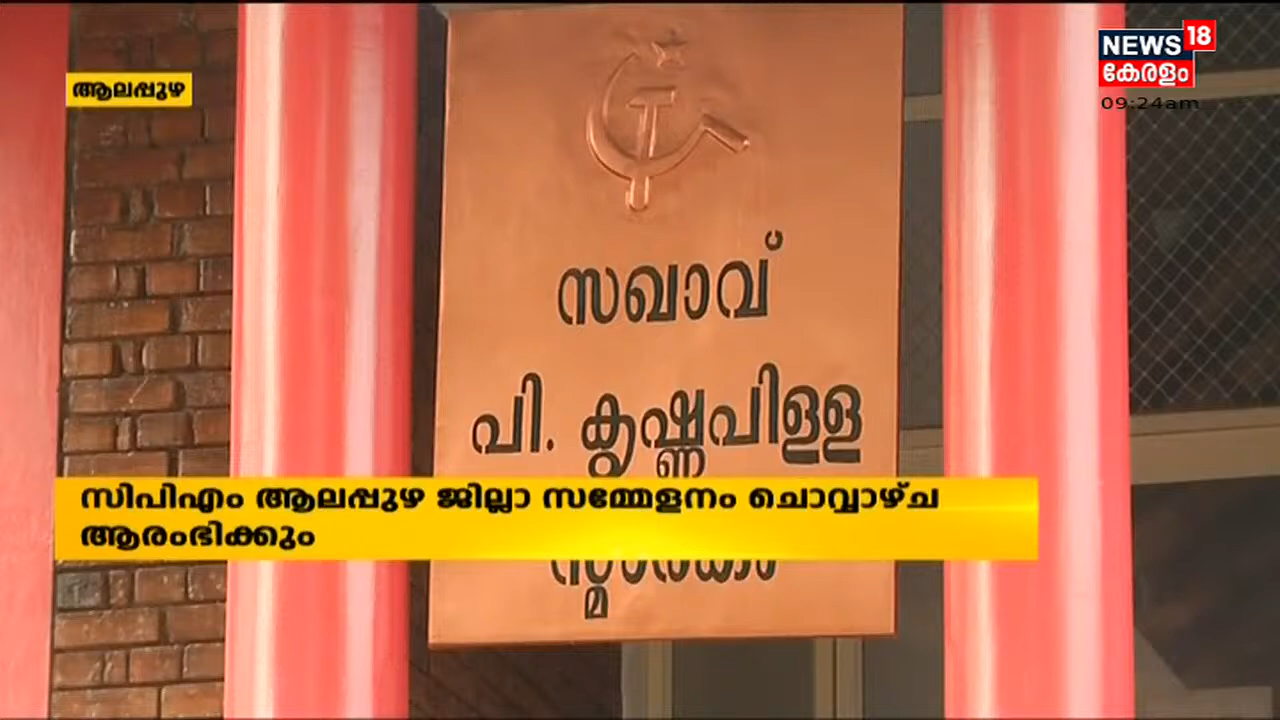 ആലപ്പുഴ
NEWS 18
കേരളം
09:24am
സഖാവ്
പി. കൃഷ്ണപിള്ള
സിപിഎം ആലപ്പുഴ ജില്ലാ സമ്മേളനം ചൊവ്വാഴ്ച
ആരംഭിക്കും